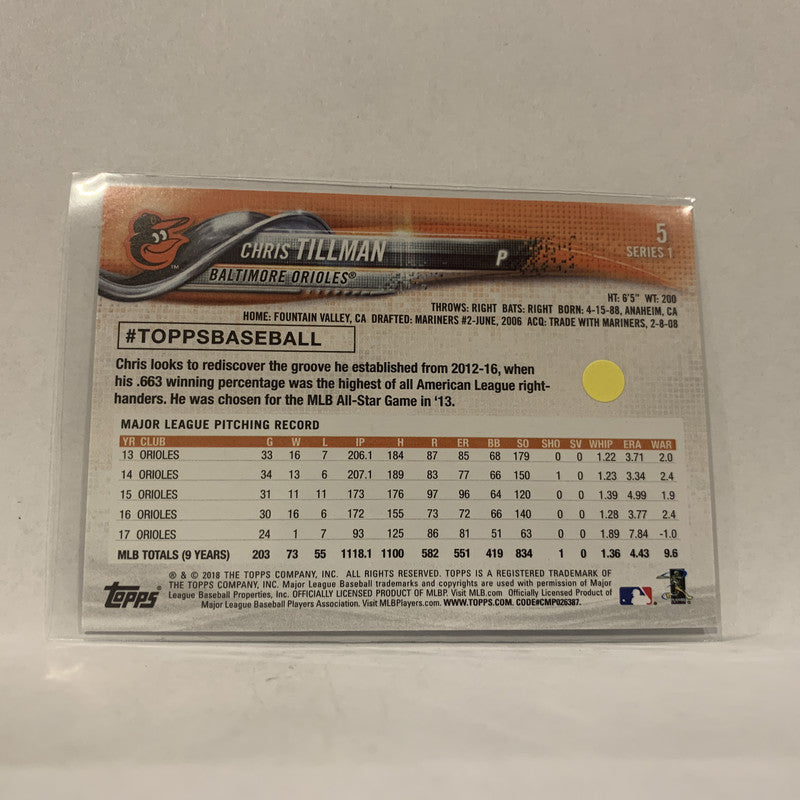 5
SERIES 1
CHRIS TILLMAN
P
BALTIMORE ORIOLES®
TM
HT: 6'5" WT: 200
THROWS: RIGHT BATS: RIGHT BORN: 4-15-88, ANAHEIM, CA
HOME: FOUNTAIN VALLEY, CA DRAFTED: MARINERS #2-JUNE, 2006 ACQ: TRADE WITH MARINERS, 2-8-08
#TOPPSBASEBALL
Chris looks to rediscover the groove he established from 2012-16, when
his .663 winning percentage was the highest of all American League right-
handers. He was chosen for the MLB All-Star Game in '13.
MAJOR LEAGUE PITCHING RECORD
YR CLUB G W L IP H R ER BB SO SHO SV WHIP ERA WAR
13 ORIOLES 33 16 7 206.1 184 87 85 68 179 0 0 1.22 3.71 2.0
14 ORIOLES 34 13 6 207.1 189 83 77 66 150 1 0 1.23 3.34 2.4
15 ORIOLES 31 11 11 173 176 97 96 64 120 0 0 1.39 4.99 1.9
16 ORIOLES 30 16 6 172 155 73 72 66 140 0 0 1.28 3.77 2.4
17 ORIOLES 24 1 7 93 125 86 81 51 63 0 0 1.89 7.84 -1.0
MLB TOTALS (9 YEARS) 203 73 55 1118.1 1100 582 551 419 834 1 0 1.36 4.43 9.6
Topps
® & © 2018 THE TOPPS COMPANY, INC. ALL RIGHTS RESERVED. TOPPS IS A REGISTERED TRADEMARK OF
THE TOPPS COMPANY, INC. Major League Baseball trademarks and copyrights are used with permission of Major
League Baseball Properties, Inc. OFFICIALLY LICENSED PRODUCT OF MLBP. Visit MLB.com Officially Licensed Product of
Major League Baseball Players Association. Visit MLBPlayers.com. WWW.TOPPS.COM. CODE#CMP026387.